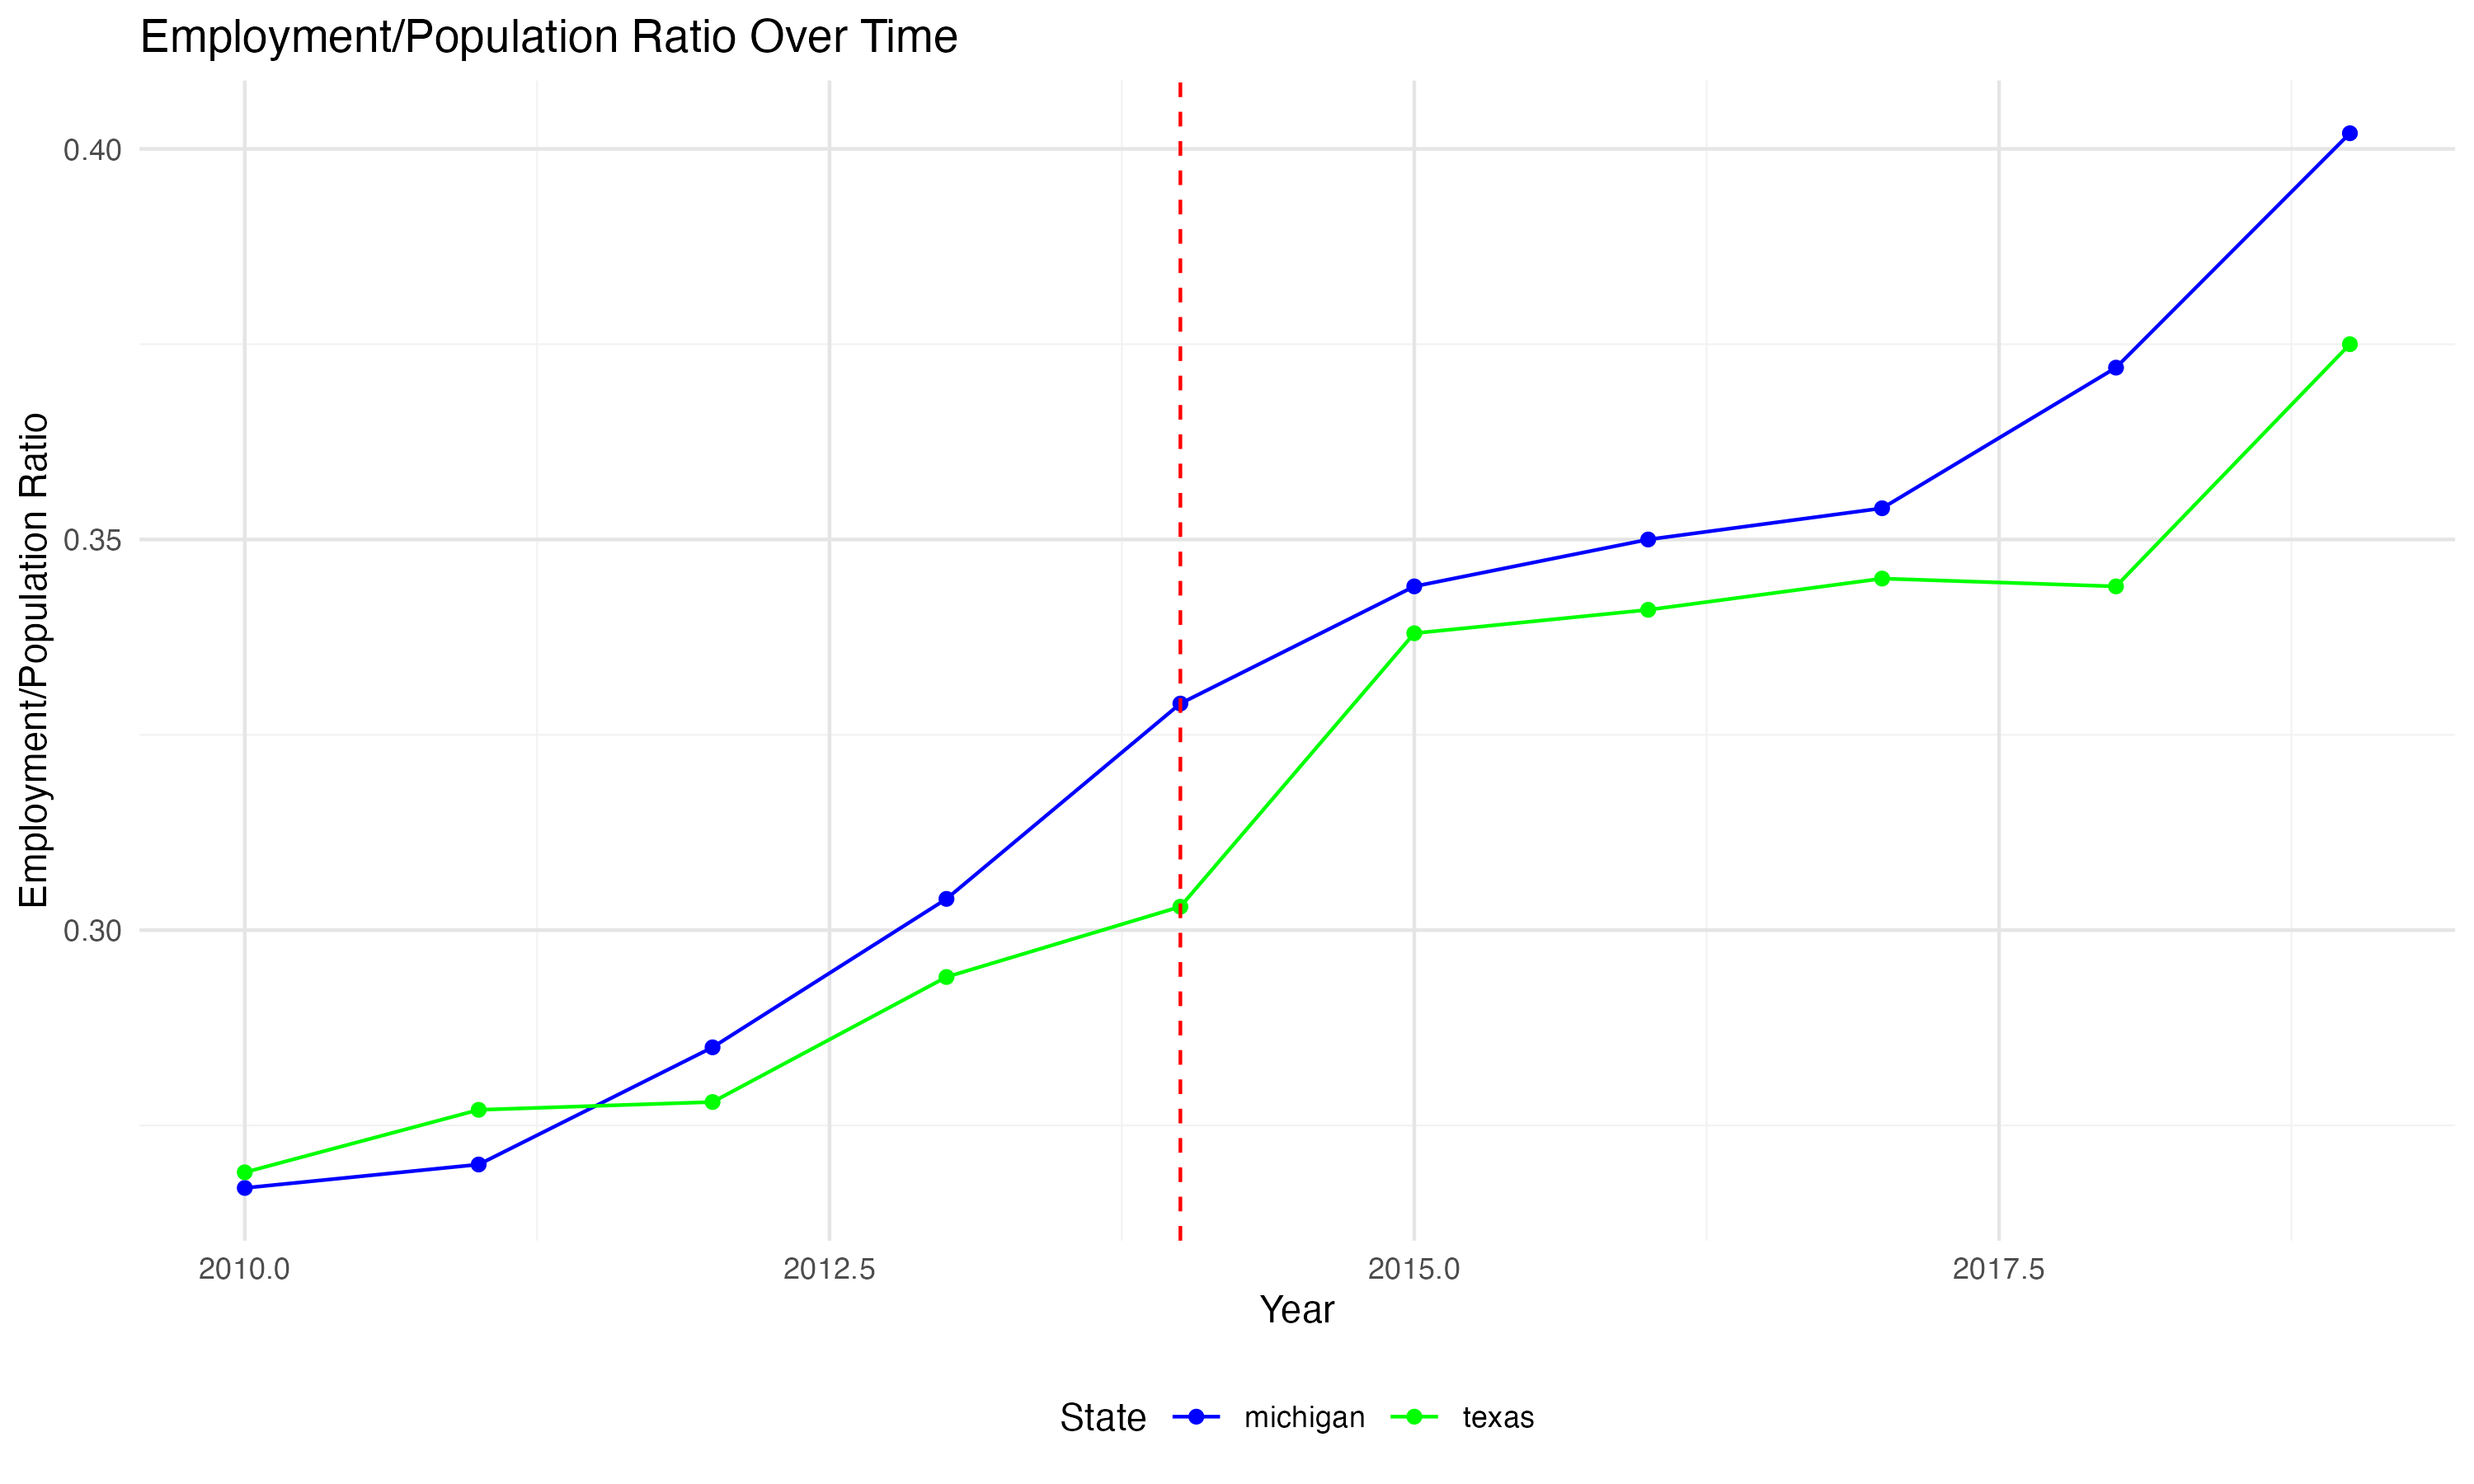 Employment/Population Ratio Over Time
Employment/Population Ratio
0.40
0.35
0.30
2010.0 2012.5 2015.0 2017.5
Year
State michigan texas